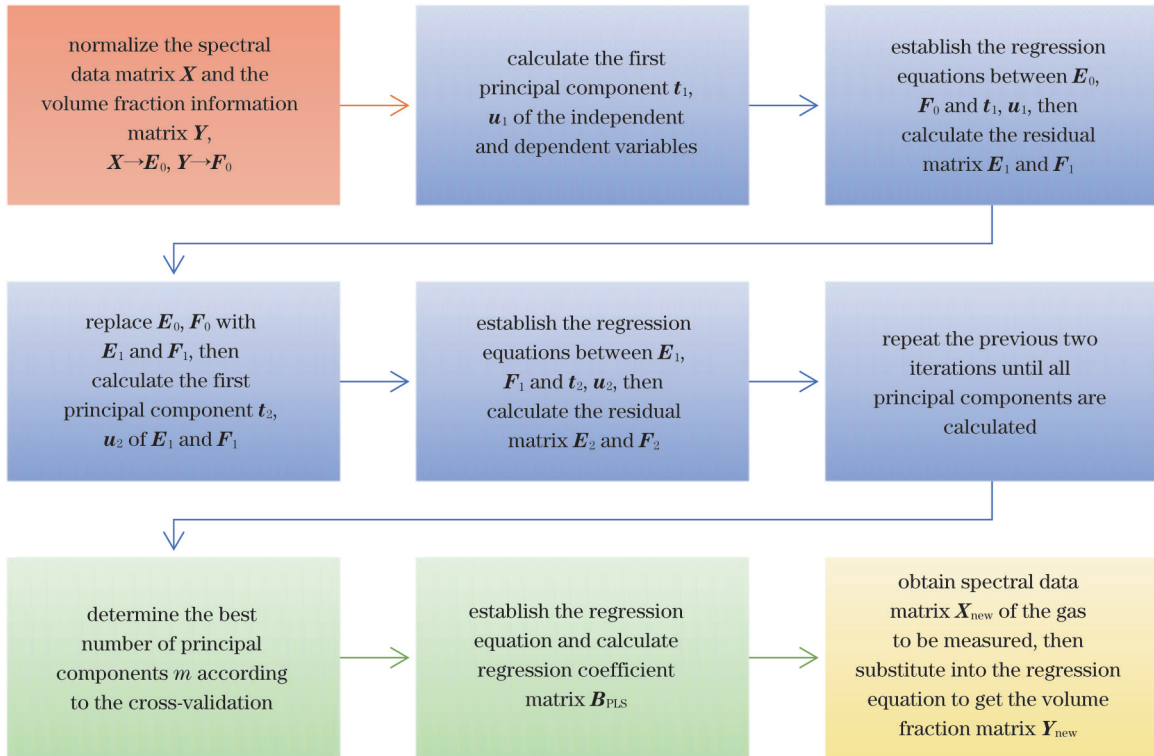 normalize the spectral
data matrix X and the
volume fraction information
matrix Y,
X→E₀, Y→F₀
calculate the first
principal component t₁,
u₁ of the independent
and dependent variables
establish the regression
equations between E₀,
F₀ and t₁, u₁, then
calculate the residual
matrix E₁ and F₁
replace E₀, F₀ with
E₁ and F₁, then
calculate the first
principal component t₂,
u₂ of E₁ and F₁
establish the regression
equations between E₁,
F₁ and t₂, u₂, then
calculate the residual
matrix E₂ and F₂
repeat the previous two
iterations until all
principal components are
calculated
determine the best
number of principal
components m according
to the cross-validation
establish the regression
equation and calculate
regression coefficient
matrix B_PLS
obtain spectral data
matrix X_new of the gas
to be measured, then
substitute into the regression
equation to get the volume
fraction matrix Y_new